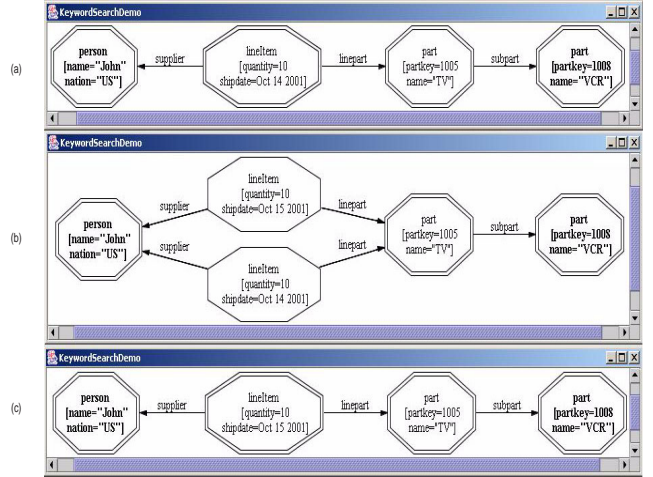 KeywordSearchDemo
(a)
person
[name="John"
nation="US"]
supplier
lineItem
[quantity=10
shipdate=Oct 14 2001]
linepart
part
[partkey=1005
name="TV"]
subpart
part
[partkey=1008
name="VCR"]
KeywordSearchDemo
(b)
person
[name="John"
nation="US"]
supplier
supplier
lineItem
[quantity=10
shipdate=Oct 15 2001]
lineItem
[quantity=10
shipdate=Oct 14 2001]
linepart
linepart
part
[partkey=1005
name="TV"]
subpart
part
[partkey=1008
name="VCR"]
KeywordSearchDemo
(c)
person
[name="John"
nation="US"]
supplier
lineItem
[quantity=10
shipdate=Oct 15 2001]
linepart
part
[partkey=1005
name="TV"]
subpart
part
[partkey=1008
name="VCR"]